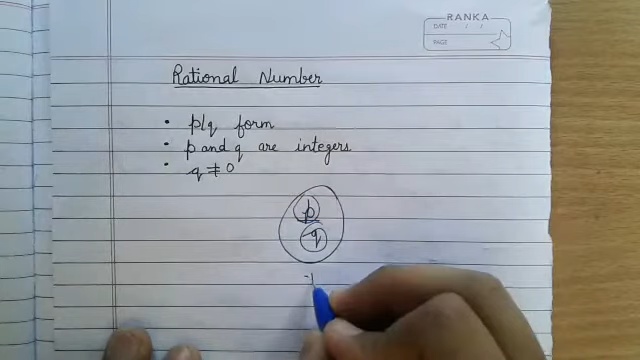 RANKA
DATE / /
PAGE
Rational Number
• p/q form
• p and q are integers
• q ≠ 0
p
q